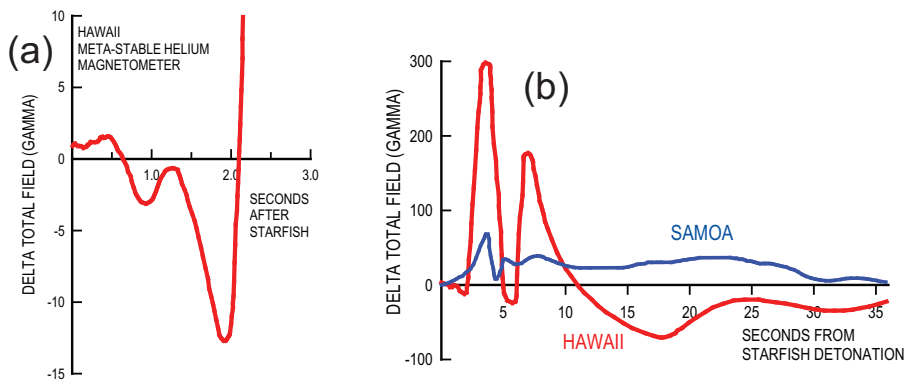 (a)
HAWAII
META-STABLE HELIUM
MAGNETOMETER
DELTA TOTAL FIELD (GAMMA)
10
5
0
-5
-10
-15
1.0
2.0
3.0
SECONDS
AFTER
STARFISH
(b)
DELTA TOTAL FIELD (GAMMA)
300
200
100
0
-100
5
10
15
20
25
30
35
SAMOA
HAWAII
SECONDS FROM
STARFISH DETONATION